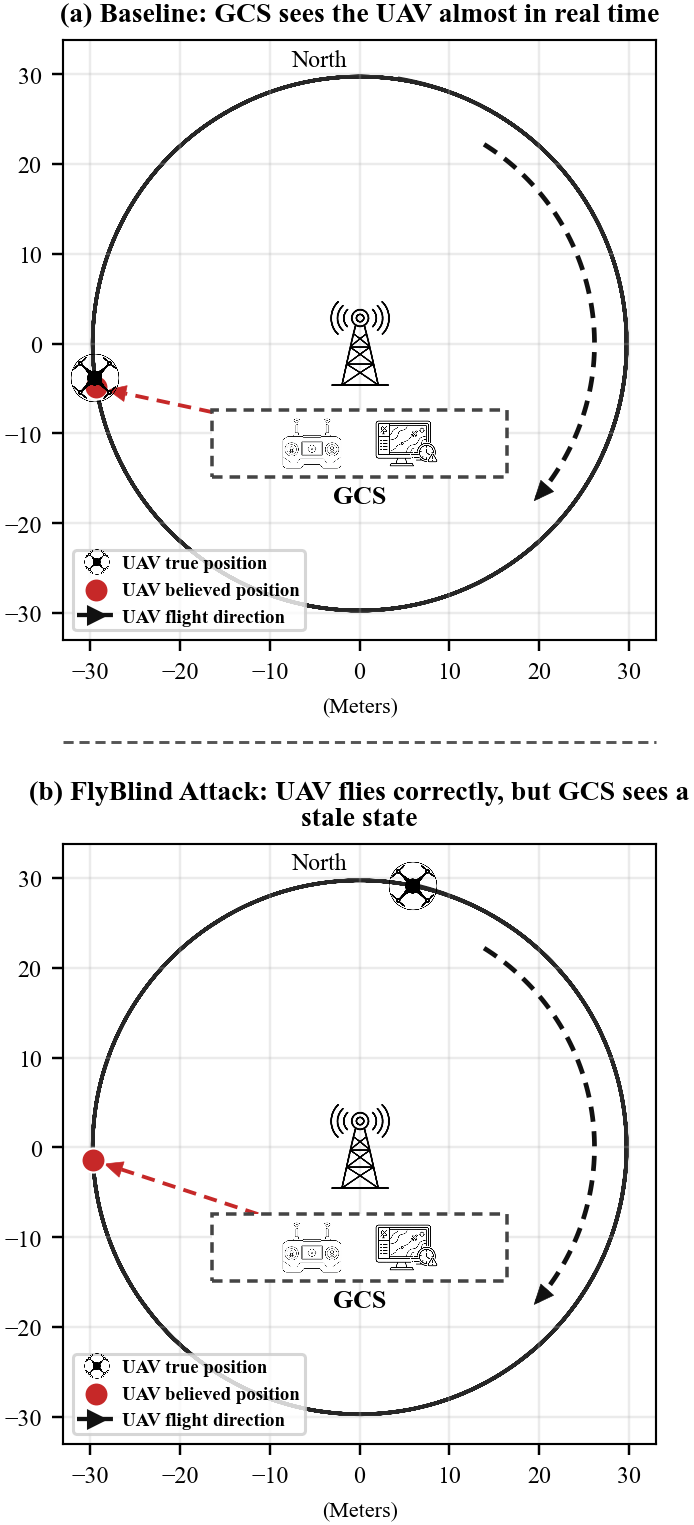 (a) Baseline: GCS sees the UAV almost in real time
North
30
20
10
0
−10
−20
−30
GCS
UAV true position
UAV believed position
UAV flight direction
−30 −20 −10 0 10 20 30
(Meters)
(b) FlyBlind Attack: UAV flies correctly, but GCS sees a
stale state
North
30
20
10
0
−10
−20
−30
GCS
UAV true position
UAV believed position
UAV flight direction
−30 −20 −10 0 10 20 30
(Meters)